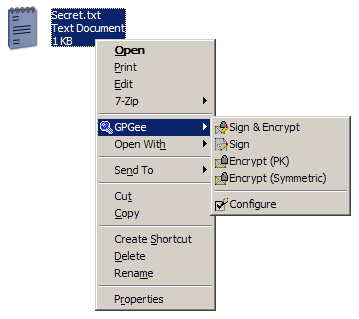 Secret.txt
Text Document
1 KB
Open
Print
Edit
7-Zip
GPGee
Open With
Send To
Cut
Copy
Create Shortcut
Delete
Rename
Properties
Sign & Encrypt
Sign
Encrypt (PK)
Encrypt (Symmetric)
Configure